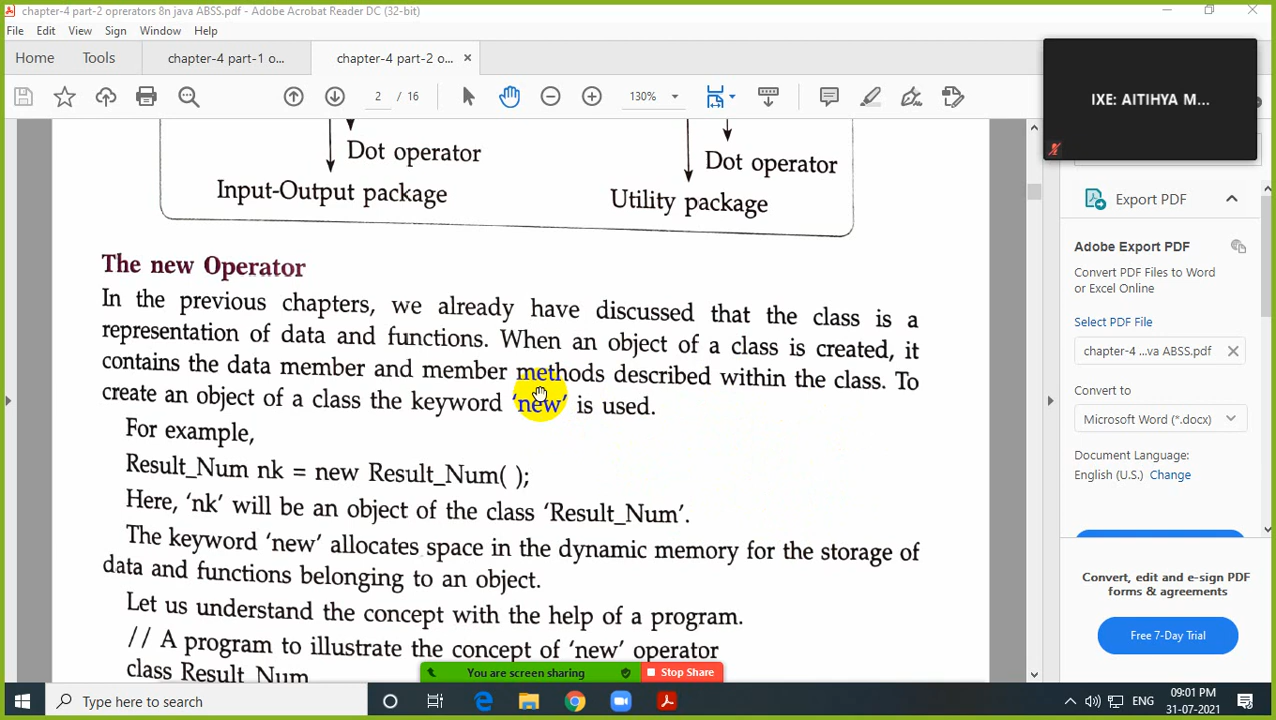 chapter-4 part-2 oprerators 8n java ABSS.pdf - Adobe Acrobat Reader DC (32-bit)
File Edit View Sign Window Help
Home Tools chapter-4 part-1 o... chapter-4 part-2 o... ×
2 / 16 130%
IXE: AITIHYA M...
Dot operator Dot operator
Input-Output package Utility package
The new Operator
In the previous chapters, we already have discussed that the class is a
representation of data and functions. When an object of a class is created, it
contains the data member and member methods described within the class. To
create an object of a class the keyword ‘new’ is used.
For example,
Result_Num nk = new Result_Num( );
Here, ‘nk’ will be an object of the class ‘Result_Num’.
The keyword ‘new’ allocates space in the dynamic memory for the storage of
data and functions belonging to an object.
Let us understand the concept with the help of a program.
// A program to illustrate the concept of ‘new’ operator
class Result_Num
Export PDF
Adobe Export PDF
Convert PDF Files to Word
or Excel Online
Select PDF File
chapter-4 ...va ABSS.pdf
Convert to
Microsoft Word (*.docx)
Document Language:
English (U.S.) Change
Convert, edit and e-sign PDF
forms & agreements
Free 7-Day Trial
You are screen sharing Stop Share
Type here to search
ENG
09:01 PM
31-07-2021